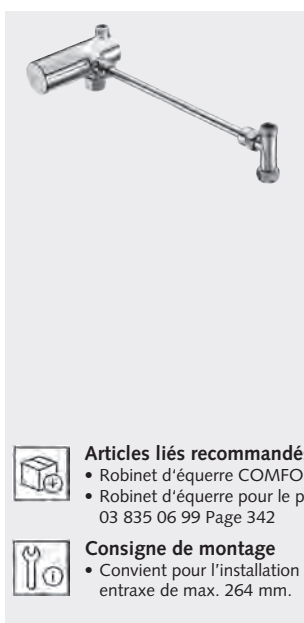 Articles liés recommandé
• Robinet d'équerre COMFO
• Robinet d'équerre pour le p
03 835 06 99 Page 342
Consigne de montage
• Convient pour l'installation
entraxe de max. 264 mm.